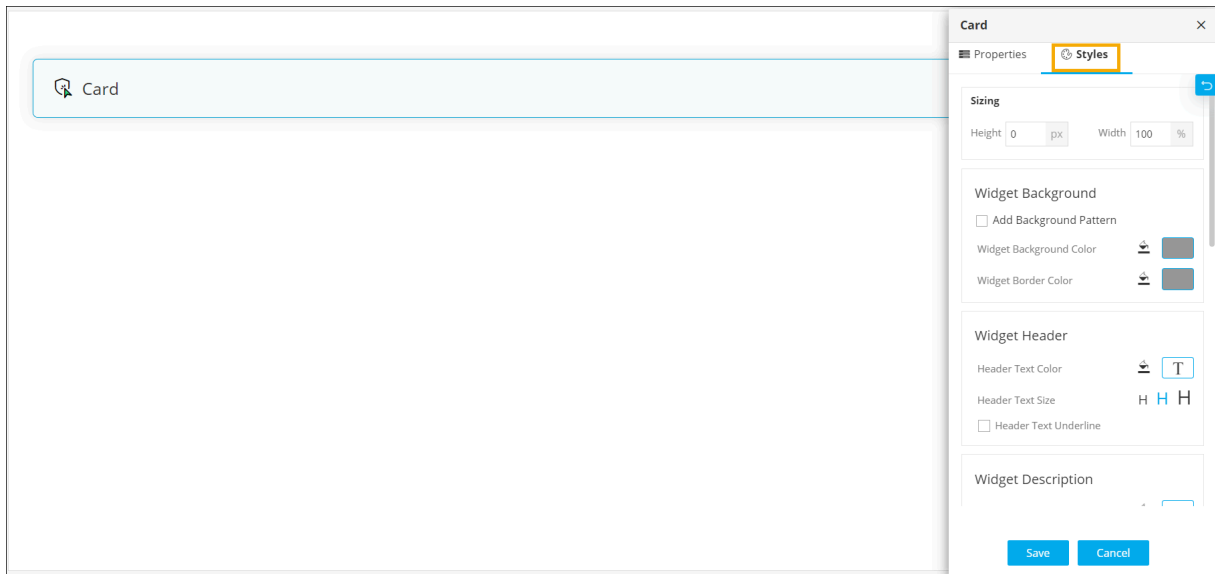 Card
Card
Properties
Styles
Sizing
Height 0 px Width 100 %
Widget Background
Add Background Pattern
Widget Background Color
Widget Border Color
Widget Header
Header Text Color T
Header Text Size H H H
Header Text Underline
Widget Description
Save Cancel